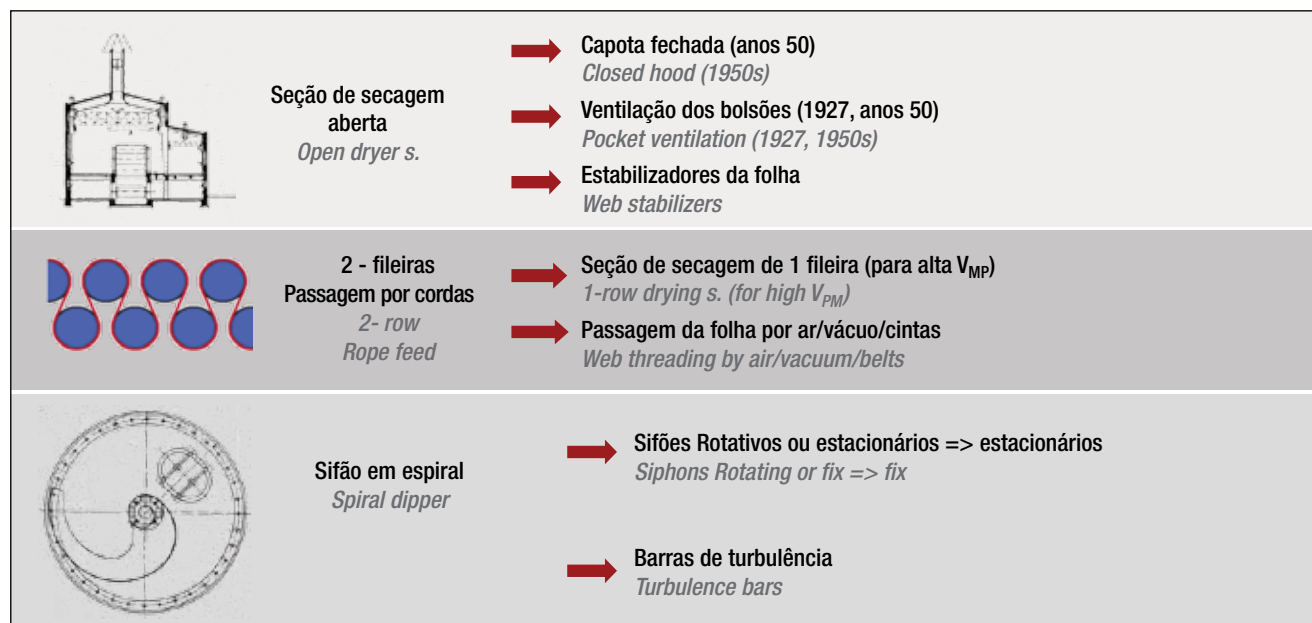 Seção de secagem
aberta
Open dryer s.
Capota fechada (anos 50)
Closed hood (1950s)
Ventilação dos bolsões (1927, anos 50)
Pocket ventilation (1927, 1950s)
Estabilizadores da folha
Web stabilizers
2 - fileiras
Passagem por cordas
2- row
Rope feed
Seção de secagem de 1 fileira (para alta V_MP)
1-row drying s. (for high V_PM)
Passagem da folha por ar/vácuo/cintas
Web threading by air/vacuum/belts
Sifão em espiral
Spiral dipper
Sifões Rotativos ou estacionários => estacionários
Siphons Rotating or fix => fix
Barras de turbulência
Turbulence bars